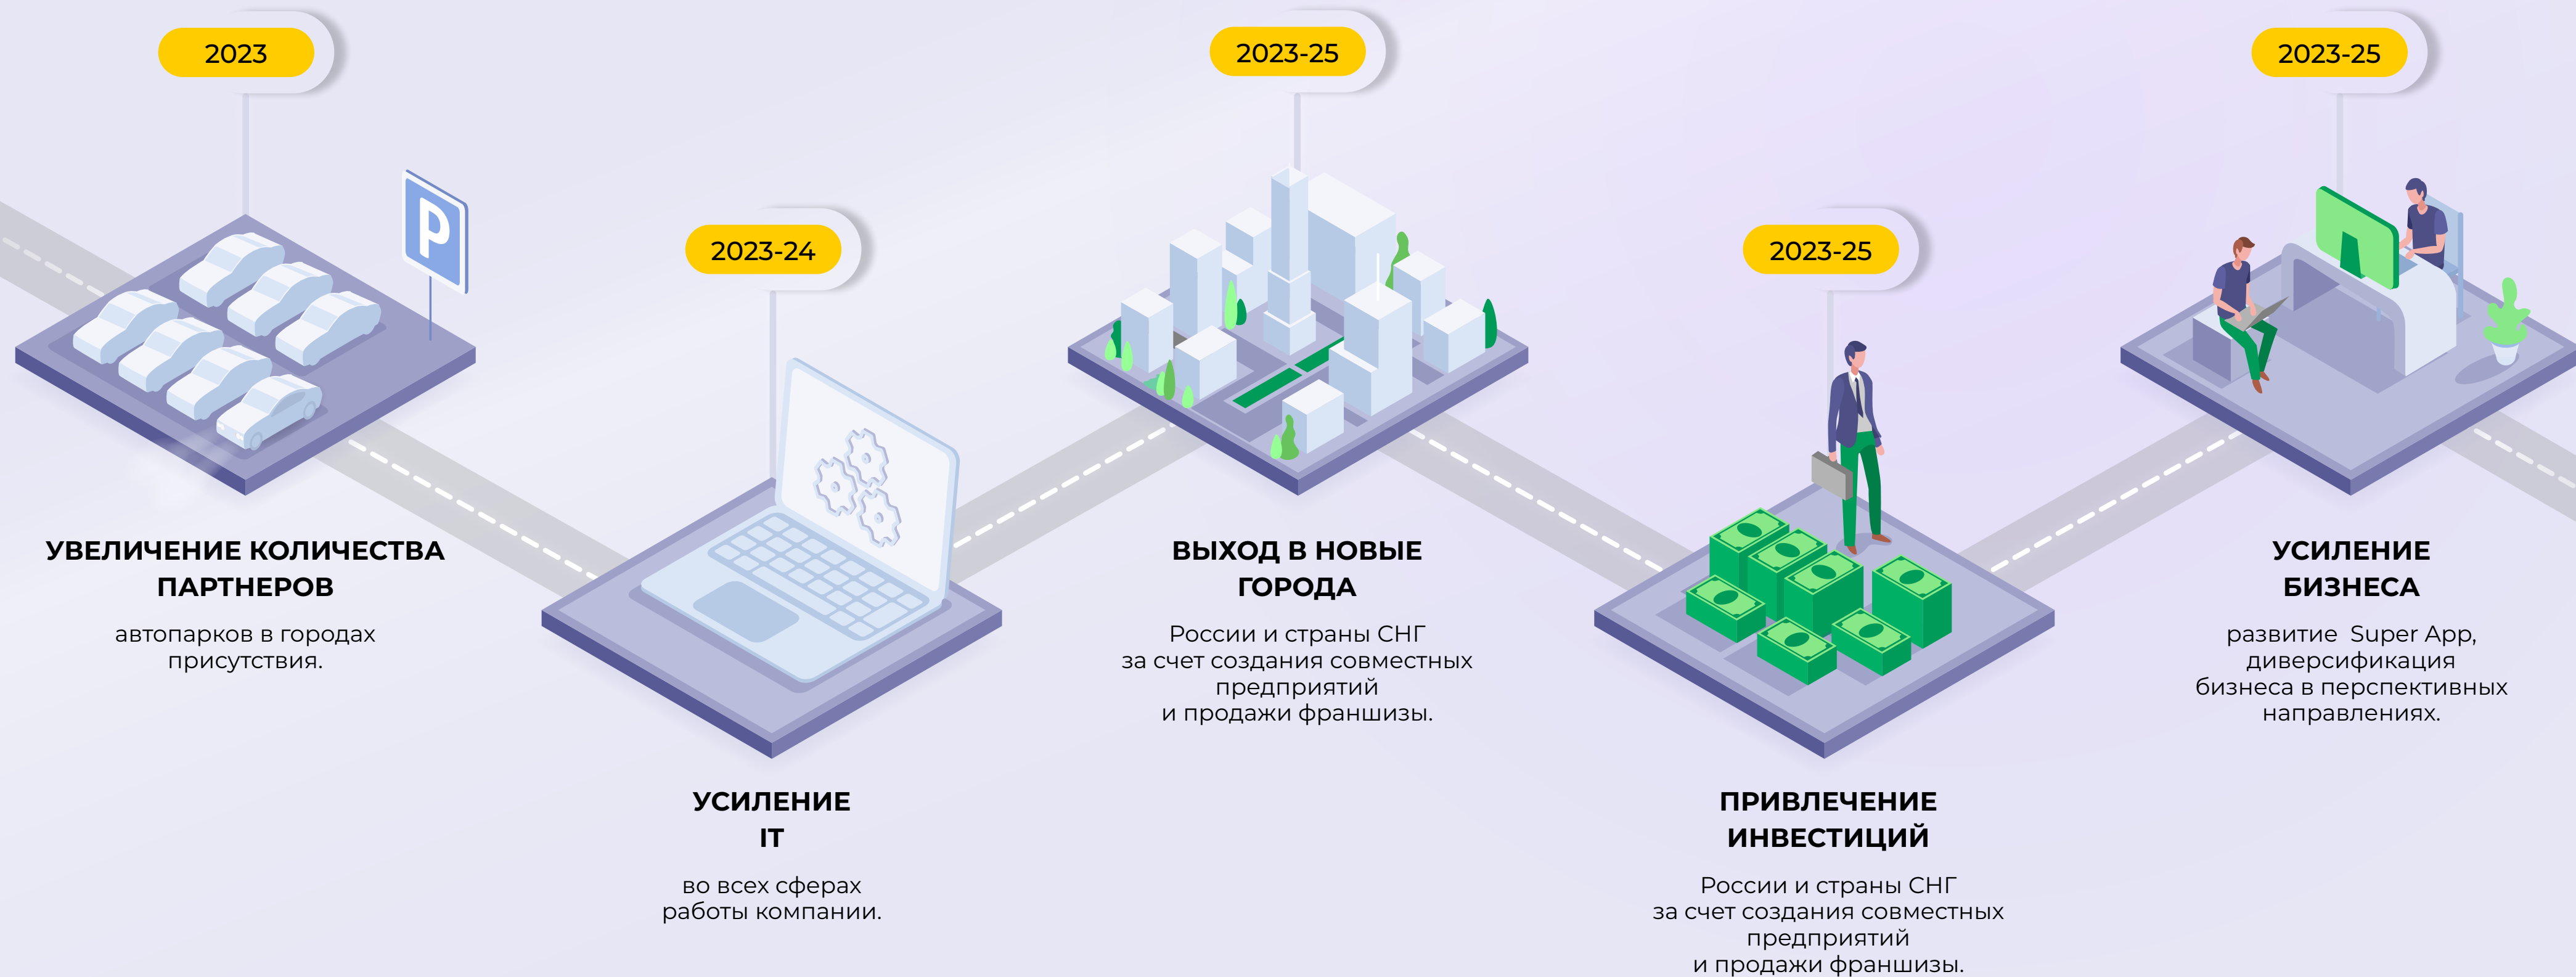 2023
УВЕЛИЧЕНИЕ КОЛИЧЕСТВА
ПАРТНЕРОВ
автопарков в городах
присутствия.
P
2023-24
УСИЛЕНИЕ
IT
во всех сферах
работы компании.
2023-25
ВЫХОД В НОВЫЕ
ГОРОДА
России и страны СНГ
за счет создания совместных
предприятий
и продажи франшизы.
2023-25
ПРИВЛЕЧЕНИЕ
ИНВЕСТИЦИЙ
России и страны СНГ
за счет создания совместных
предприятий
и продажи франшизы.
2023-25
УСИЛЕНИЕ
БИЗНЕСА
развитие  Super App,
диверсификация
бизнеса в перспективных
направлениях.